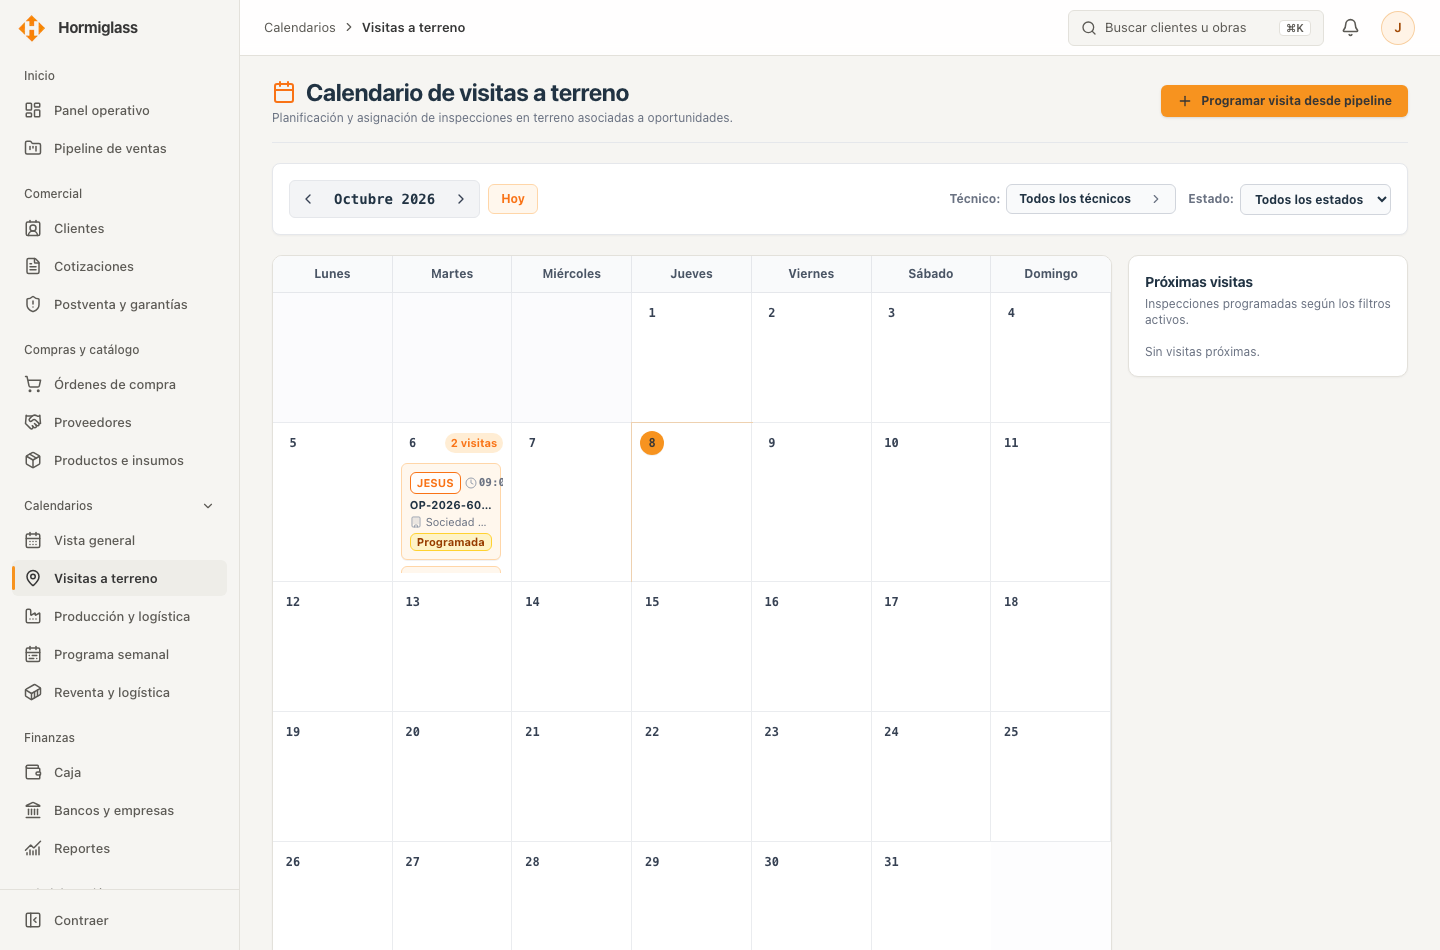 Hormiglass
Inicio
Panel operativo
Pipeline de ventas
Comercial
Clientes
Cotizaciones
Postventa y garantías
Compras y catálogo
Órdenes de compra
Proveedores
Productos e insumos
Calendarios
Vista general
Visitas a terreno
Producción y logística
Programa semanal
Reventa y logística
Finanzas
Caja
Bancos y empresas
Reportes
Contraer
Calendarios > Visitas a terreno
Buscar clientes u obras ⌘K
J
Calendario de visitas a terreno
Planificación y asignación de inspecciones en terreno asociadas a oportunidades.
+ Programar visita desde pipeline
Octubre 2026
Hoy
Técnico: Todos los técnicos
Estado: Todos los estados
Lunes Martes Miércoles Jueves Viernes Sábado Domingo
1 2 3 4
5 6 2 visitas 7 8 9 10 11
JESUS 09:0
OP-2026-60...
Sociedad ...
Programada
12 13 14 15 16 17 18
19 20 21 22 23 24 25
26 27 28 29 30 31
Próximas visitas
Inspecciones programadas según los filtros
activos.
Sin visitas próximas.